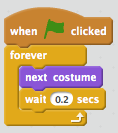 when clicked
forever
next costume
wait 0.2 secs